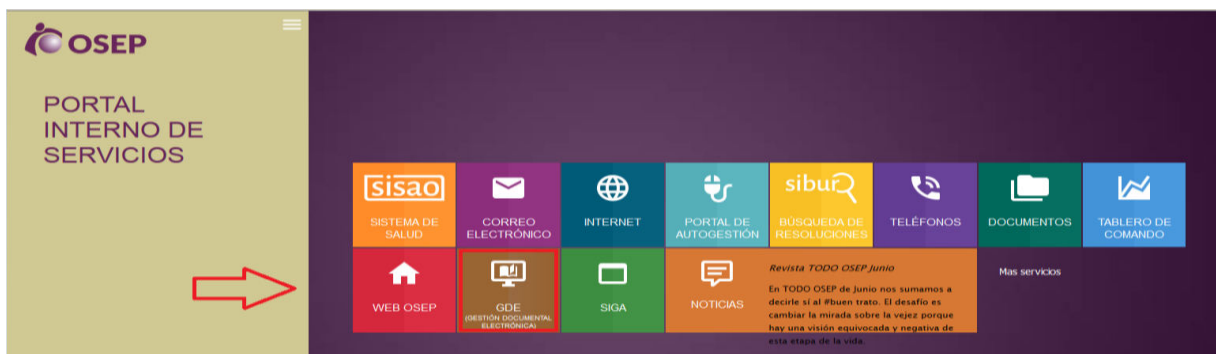 OSEP
PORTAL
INTERNO DE
SERVICIOS
sisao
SISTEMA DE
SALUD
CORREO
ELECTRÓNICO
INTERNET
PORTAL DE
AUTOGESTIÓN
sibur
BÚSQUEDA DE
RESOLUCIONES
TELÉFONOS
DOCUMENTOS
TABLERO DE
COMANDO
WEB OSEP
GDE
(GESTIÓN DOCUMENTAL
ELECTRÓNICA)
SIGA
NOTICIAS
Revista TODO OSEP Junio
En TODO OSEP de Junio nos sumamos a
decirle sí al #buen trato. El desafío es
cambiar la mirada sobre la vejez porque
hay una visión equivocada y negativa de
esta etapa de la vida.
Mas servicios